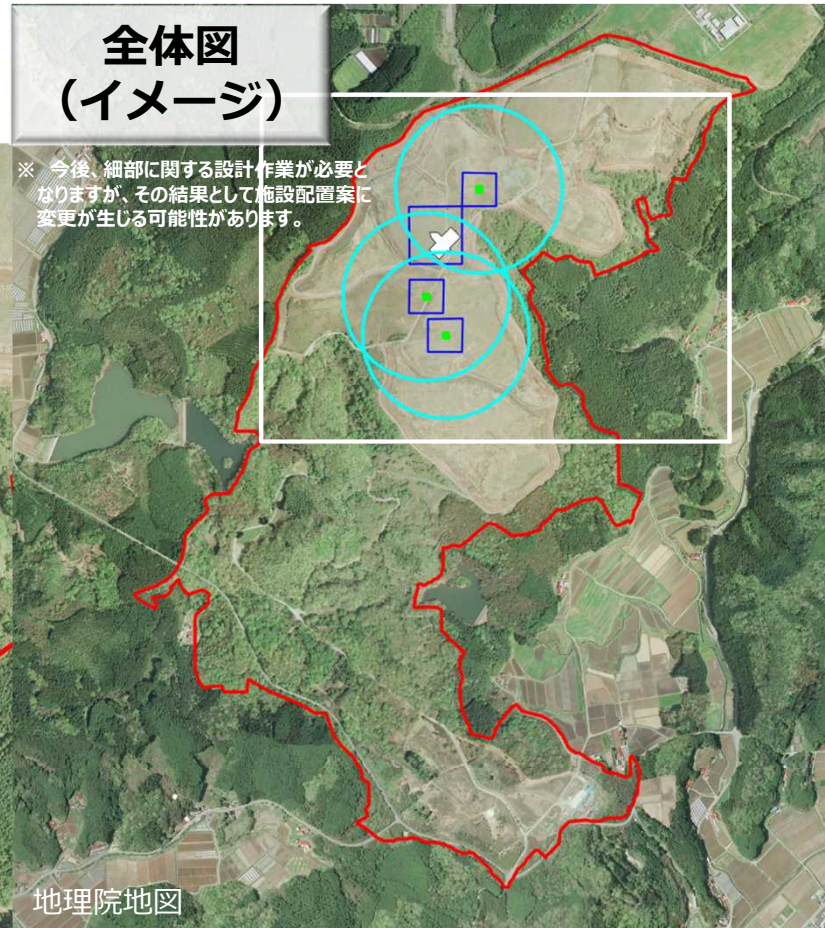 全体図
（イメージ）
※　今後、細部に関する設計作業が必要と
なりますが、その結果として施設配置案に
変更が生じる可能性があります。
地理院地図